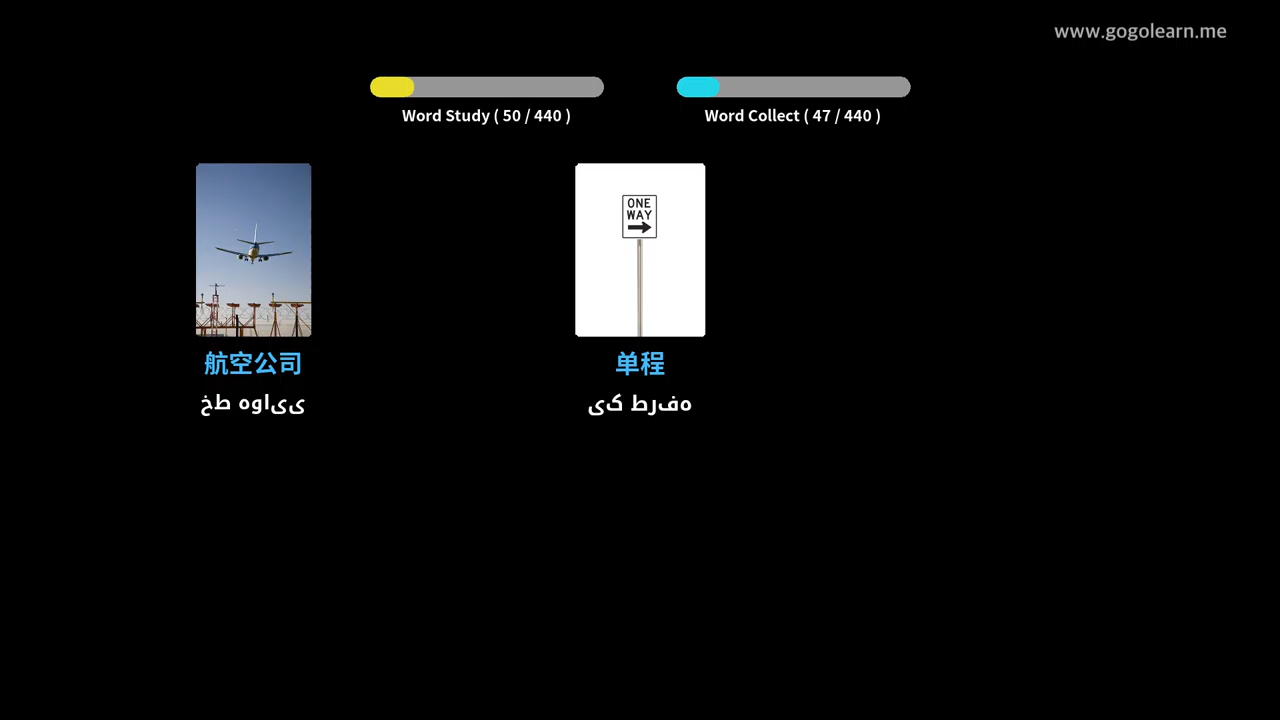 www.gogolearn.me
Word Study ( 50 / 440 )
Word Collect ( 47 / 440 )
ONE
WAY
航空公司
单程
ییاوه طخ
هفرط کی